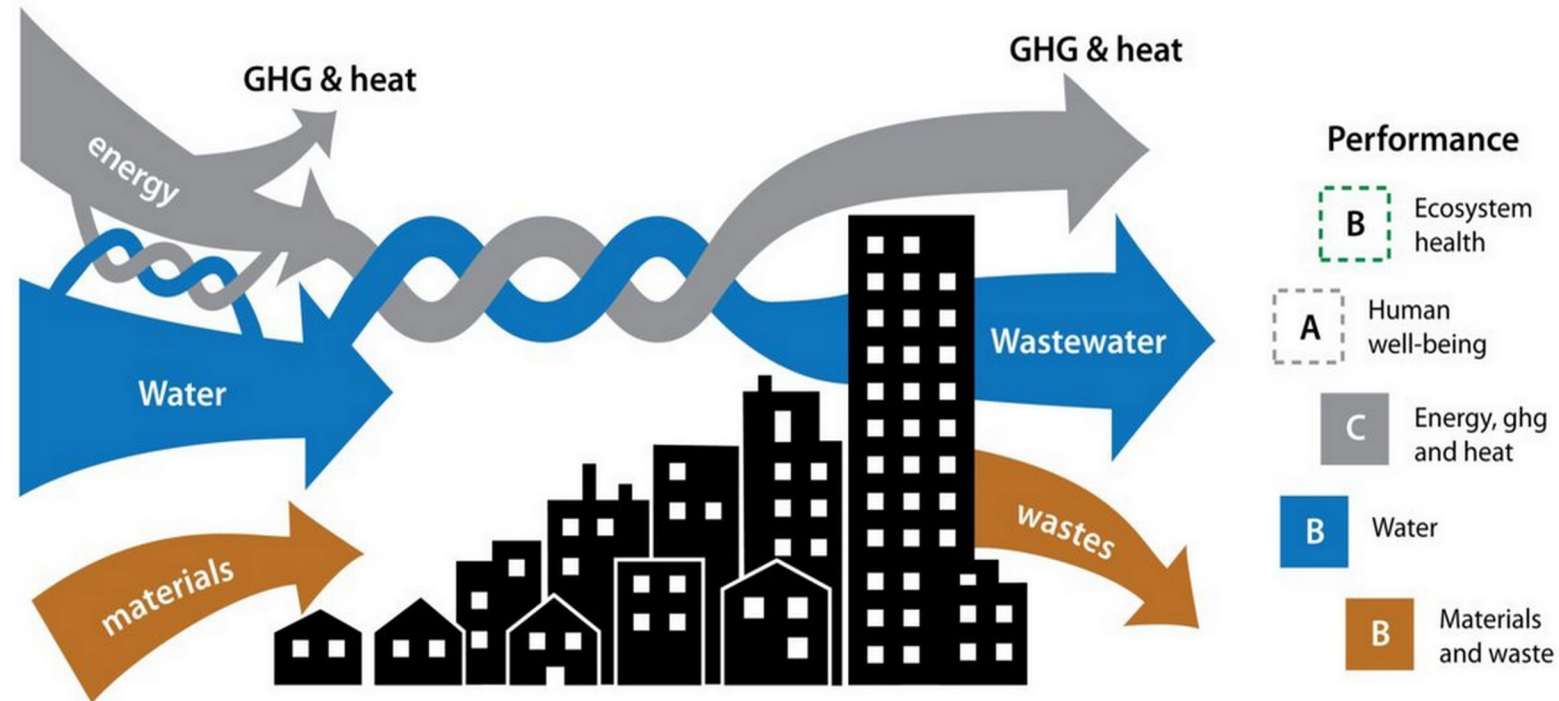 GHG & heat
GHG & heat
energy
Water
materials
Wastewater
wastes
Performance
B
Ecosystem
health
A
Human
well-being
C
Energy, ghg
and heat
B
Water
B
Materials
and waste